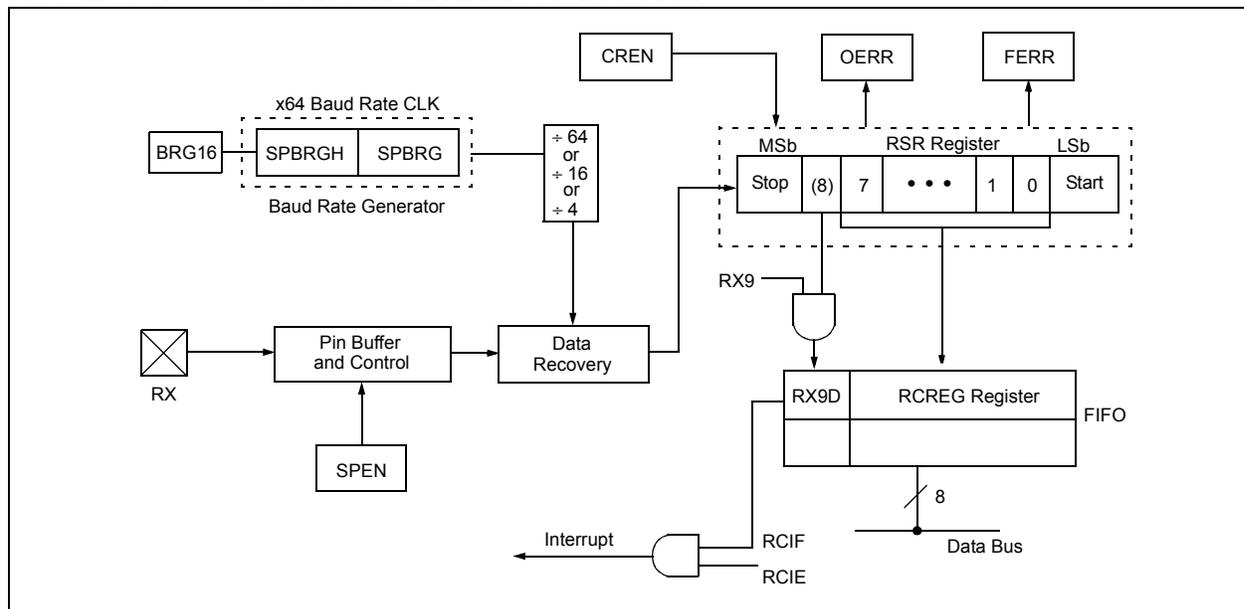 CREN
OERR
FERR
x64 Baud Rate CLK
BRG16
SPBRGH
SPBRG
Baud Rate Generator
÷ 64
or
÷ 16
or
÷ 4
MSb
RSR Register
LSb
Stop
(8)
7
• • •
1
0
Start
RX9
RX
Pin Buffer
and Control
Data
Recovery
SPEN
RX9D
RCREG Register
FIFO
8
Data Bus
Interrupt
RCIF
RCIE